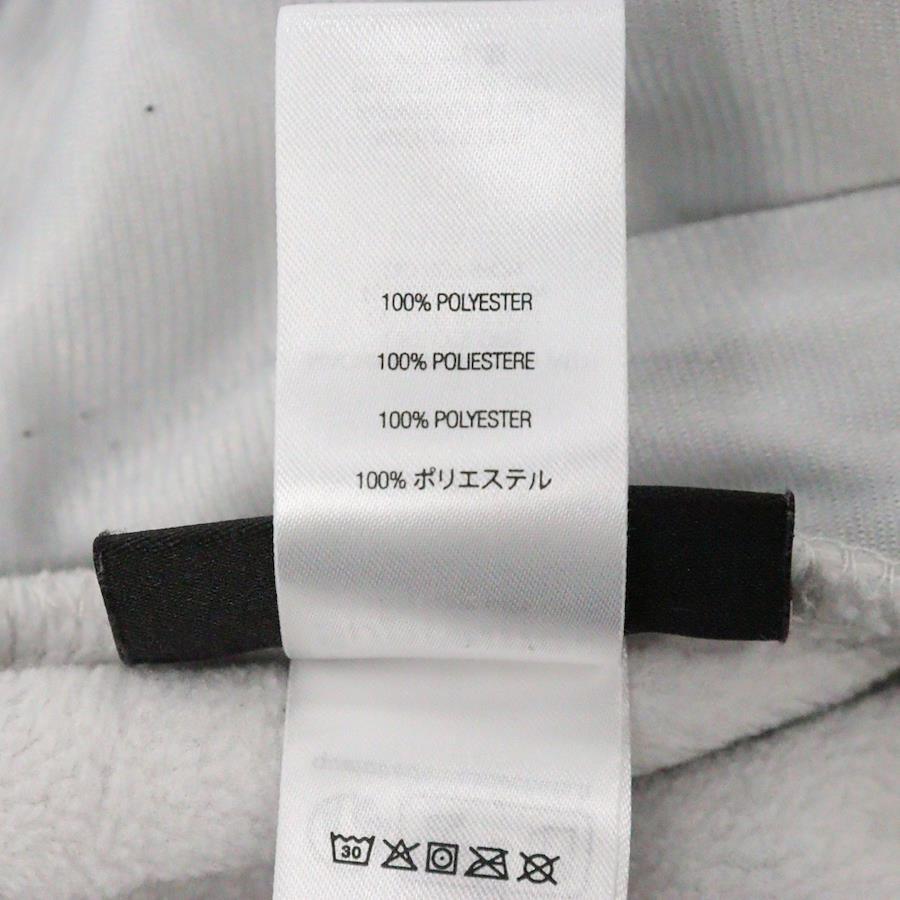 100% POLYESTER
100% POLIESTERE
100% POLYESTER
100% ポリエステル
30